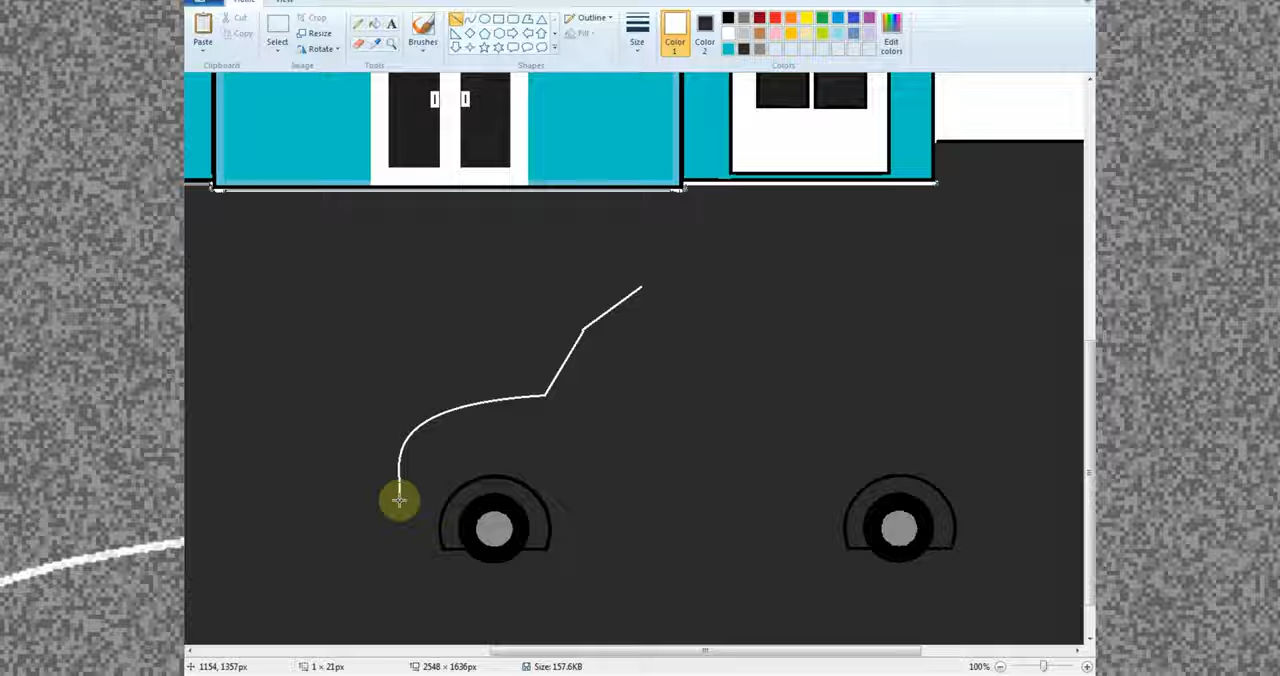 Paste
Cut
Copy
Clipboard
Select
Crop
Resize
Rotate
Image
A
Tools
Brushes
Outline
Fill
Shapes
Size
Color
1
Color
2
Edit
colors
Colors
1154, 1357px
1 × 21px
2548 × 1636px
Size: 157.6KB
100%